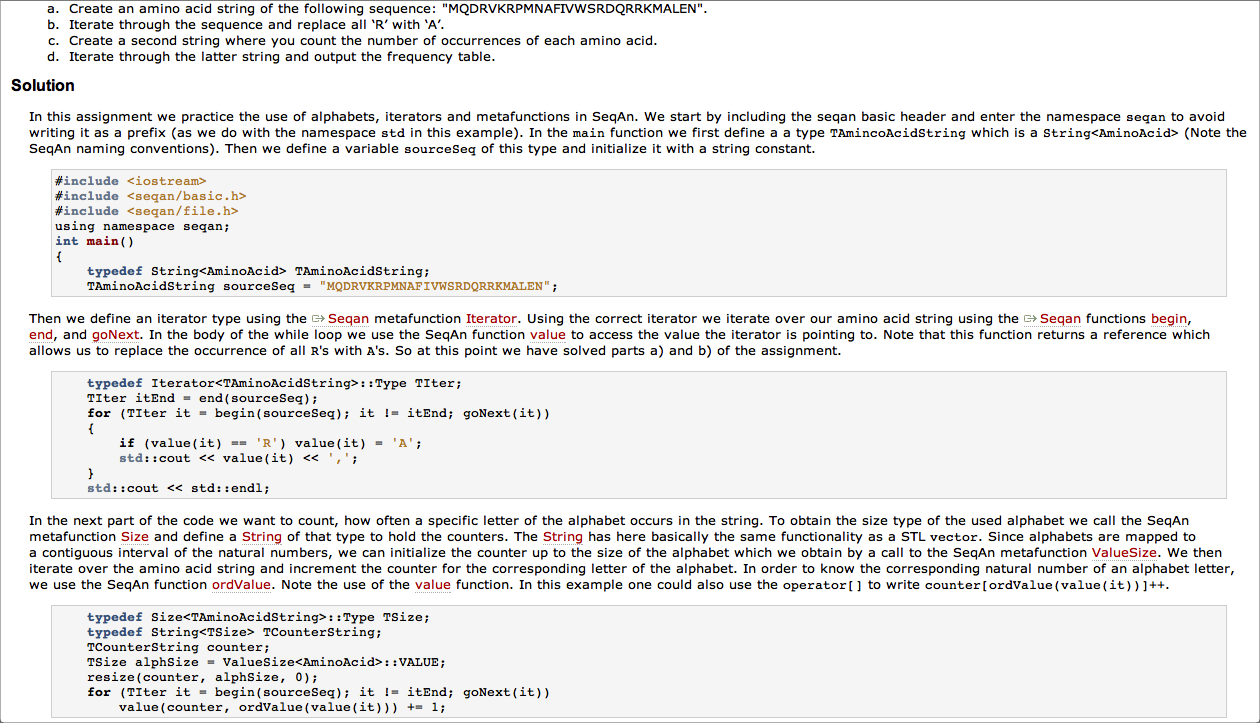 a. Create an amino acid string of the following sequence: "MQDRVKRPMNAFIVWSRDQRRKMALEN".
b. Iterate through the sequence and replace all ‘R’ with ‘A’.
c. Create a second string where you count the number of occurrences of each amino acid.
d. Iterate through the latter string and output the frequency table.
Solution
In this assignment we practice the use of alphabets, iterators and metafunctions in SeqAn. We start by including the seqan basic header and enter the namespace seqan to avoid
writing it as a prefix (as we do with the namespace std in this example). In the main function we first define a a type TAmincoAcidString which is a String<AminoAcid> (Note the
SeqAn naming conventions). Then we define a variable sourceSeq of this type and initialize it with a string constant.
#include <iostream>
#include <seqan/basic.h>
#include <seqan/file.h>
using namespace seqan;
int main()
{
typedef String<AminoAcid> TAminoAcidString;
TAminoAcidString sourceSeq = "MQDRVKRPMNAFIVWSRDQRRKMALEN";
Then we define an iterator type using the Seqan metafunction Iterator. Using the correct iterator we iterate over our amino acid string using the Seqan functions begin,
end, and goNext. In the body of the while loop we use the SeqAn function value to access the value the iterator is pointing to. Note that this function returns a reference which
allows us to replace the occurrence of all R's with A's. So at this point we have solved parts a) and b) of the assignment.
typedef Iterator<TAminoAcidString>::Type TIter;
TIter itEnd = end(sourceSeq);
for (TIter it = begin(sourceSeq); it != itEnd; goNext(it))
{
if (value(it) == 'R') value(it) = 'A';
std::cout << value(it) << ',';
}
std::cout << std::endl;
In the next part of the code we want to count, how often a specific letter of the alphabet occurs in the string. To obtain the size type of the used alphabet we call the SeqAn
metafunction Size and define a String of that type to hold the counters. The String has here basically the same functionality as a STL vector. Since alphabets are mapped to
a contiguous interval of the natural numbers, we can initialize the counter up to the size of the alphabet which we obtain by a call to the SeqAn metafunction ValueSize. We then
iterate over the amino acid string and increment the counter for the corresponding letter of the alphabet. In order to know the corresponding natural number of an alphabet letter,
we use the SeqAn function ordValue. Note the use of the value function. In this example one could also use the operator[] to write counter[ordValue(value(it))]++.
typedef Size<TAminoAcidString>::Type TSize;
typedef String<TSize> TCounterString;
TCounterString counter;
TSize alphSize = ValueSize<AminoAcid>::VALUE;
resize(counter, alphSize, 0);
for (TIter it = begin(sourceSeq); it != itEnd; goNext(it))
value(counter, ordValue(value(it))) += 1;